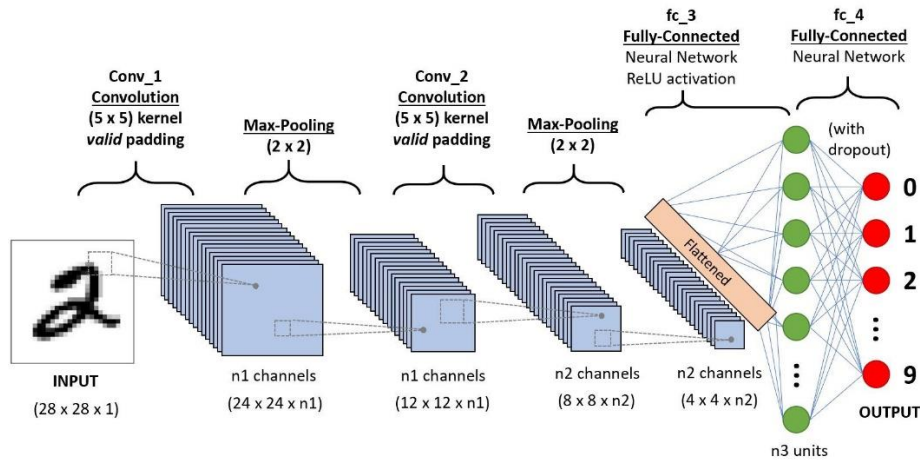 fc_3
Fully-Connected
Neural Network
ReLU activation
fc_4
Fully-Connected
Neural Network
Conv_1
Convolution
(5 x 5) kernel
valid padding
Max-Pooling
(2 x 2)
Conv_2
Convolution
(5 x 5) kernel
valid padding
Max-Pooling
(2 x 2)
(with
dropout)
2
Flattened
0
1
2
9
INPUT
(28 x 28 x 1)
n1 channels
(24 x 24 x n1)
n1 channels
(12 x 12 x n1)
n2 channels
(8 x 8 x n2)
n2 channels
(4 x 4 x n2)
OUTPUT
n3 units